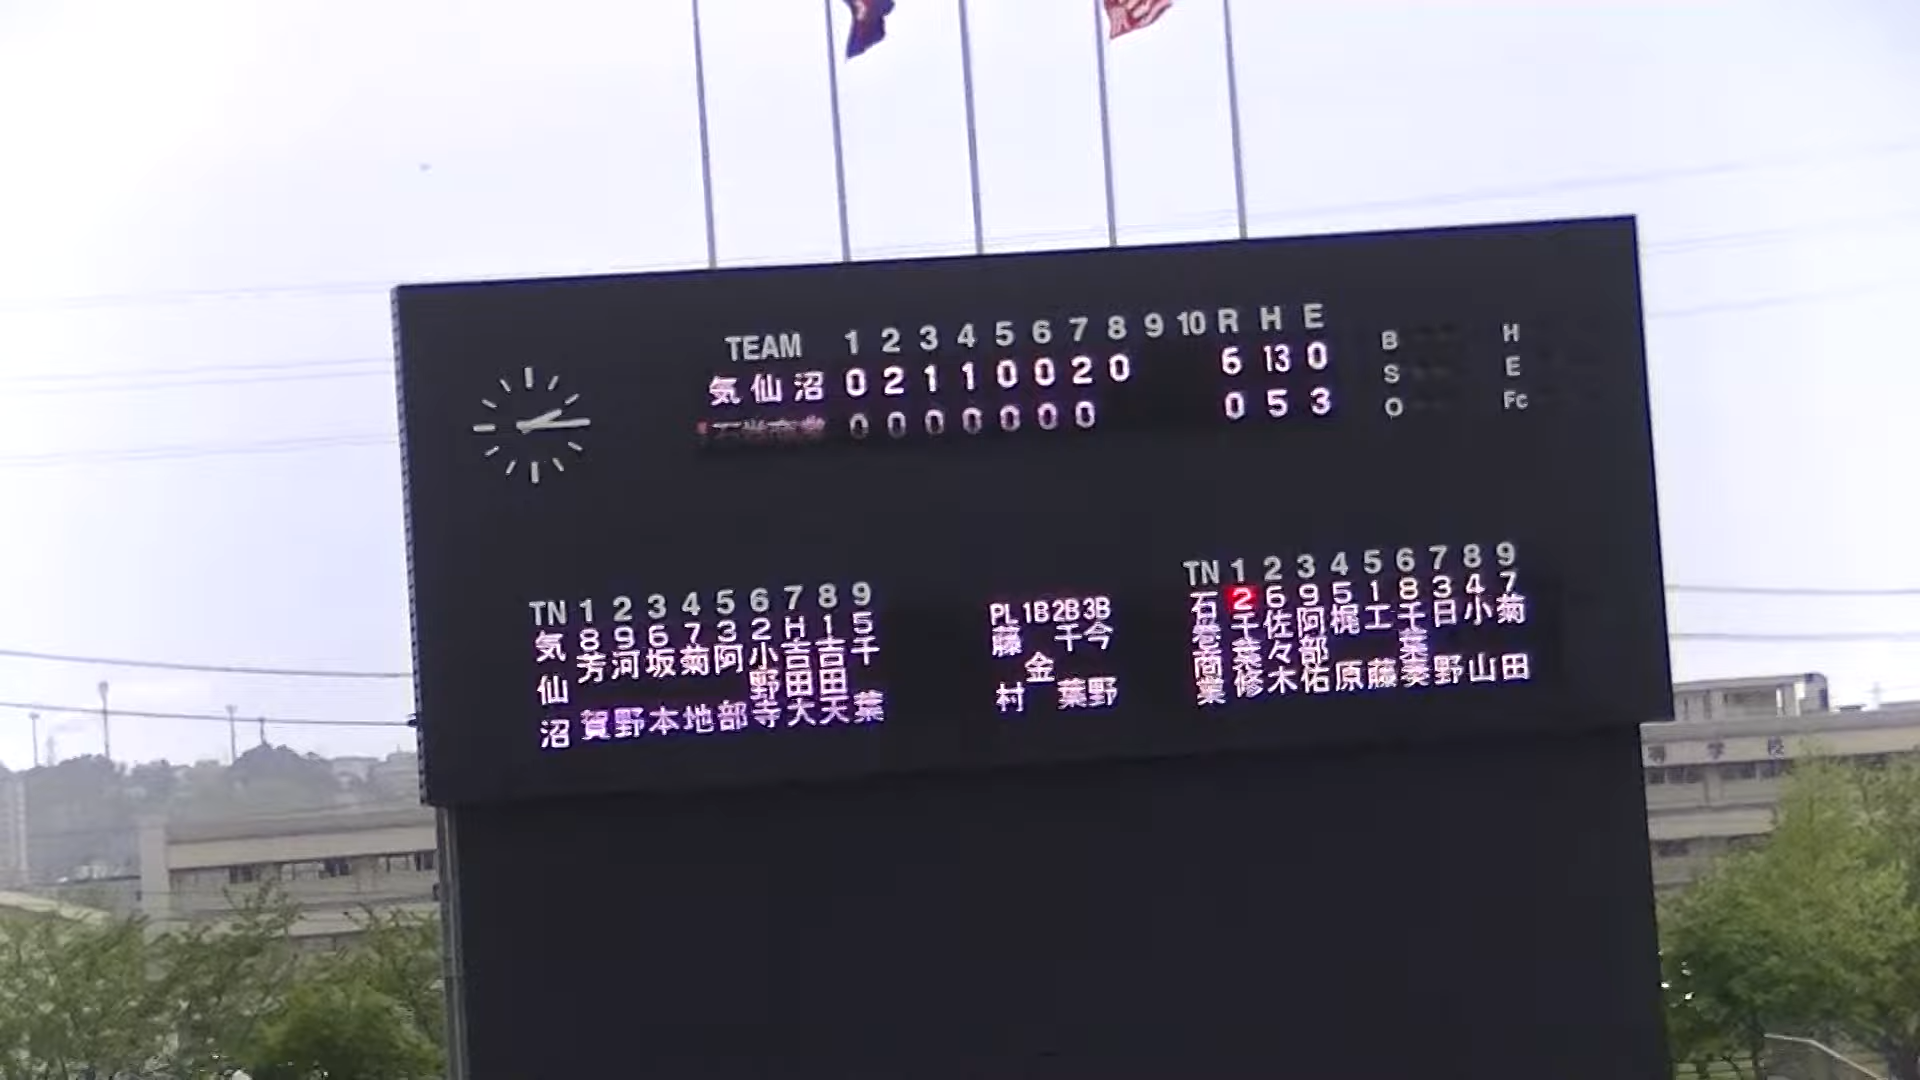 TEAM 1 2 3 4 5 6 7 8 9 10 R H E
気仙沼 0 2 1 1 0 0 2 0 6 13 0
0 0 0 0 0 0 0 0 5 3
B
S
O
H
E
Fc
TN 1 2 3 4 5 6 7 8 9
8 9 6 7 3 2 H 1 5
気仙沼
芳賀
河野
坂本
菊地
阿部
小野寺
吉田大
吉田天
千葉
PL 1B 2B 3B
藤村
金
千葉
今野
TN 1 2 3 4 5 6 7 8 9
2 6 9 5 1 8 3 4 7
石巻商業
千葉修
佐々木
阿部佑
梶原
工藤
千葉奏
日野
小山
菊田
等学校